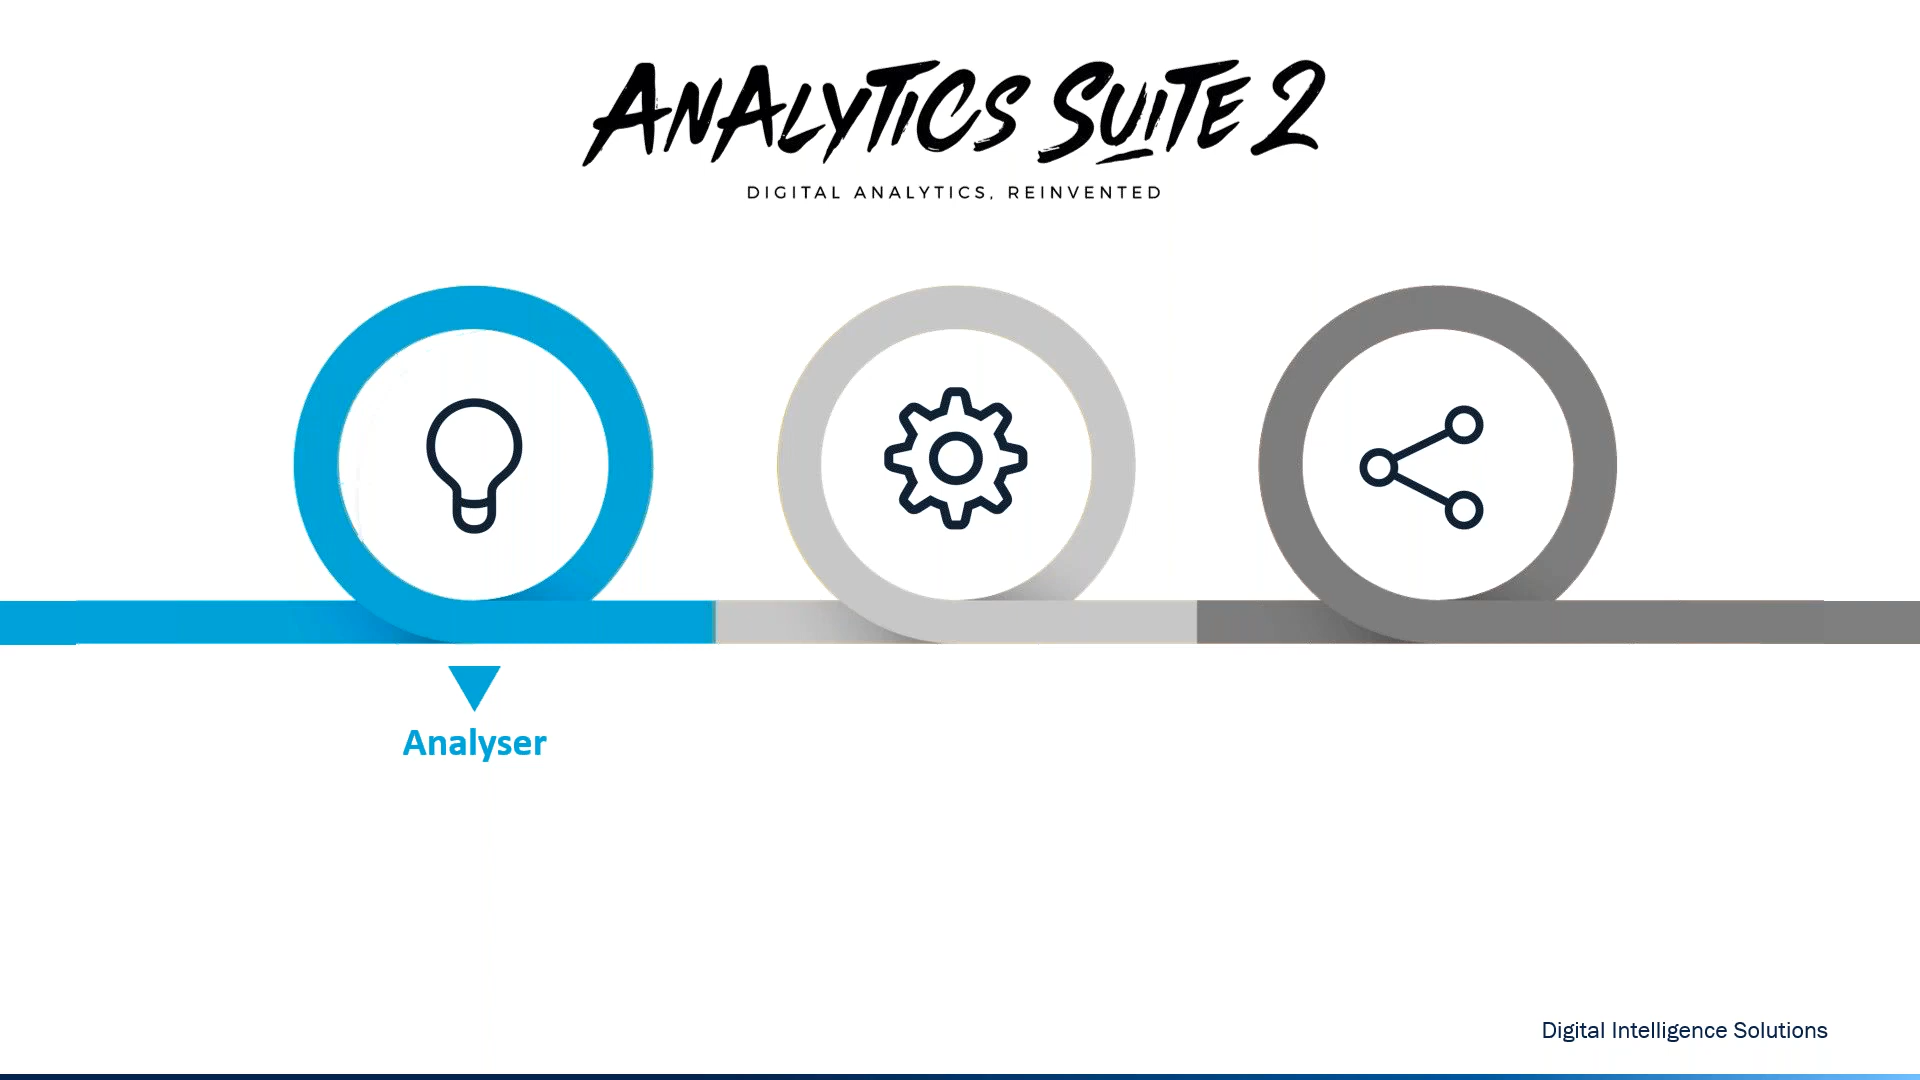 ANALYTICS SUITE 2
DIGITAL ANALYTICS, REINVENTED
Analyser
Digital Intelligence Solutions